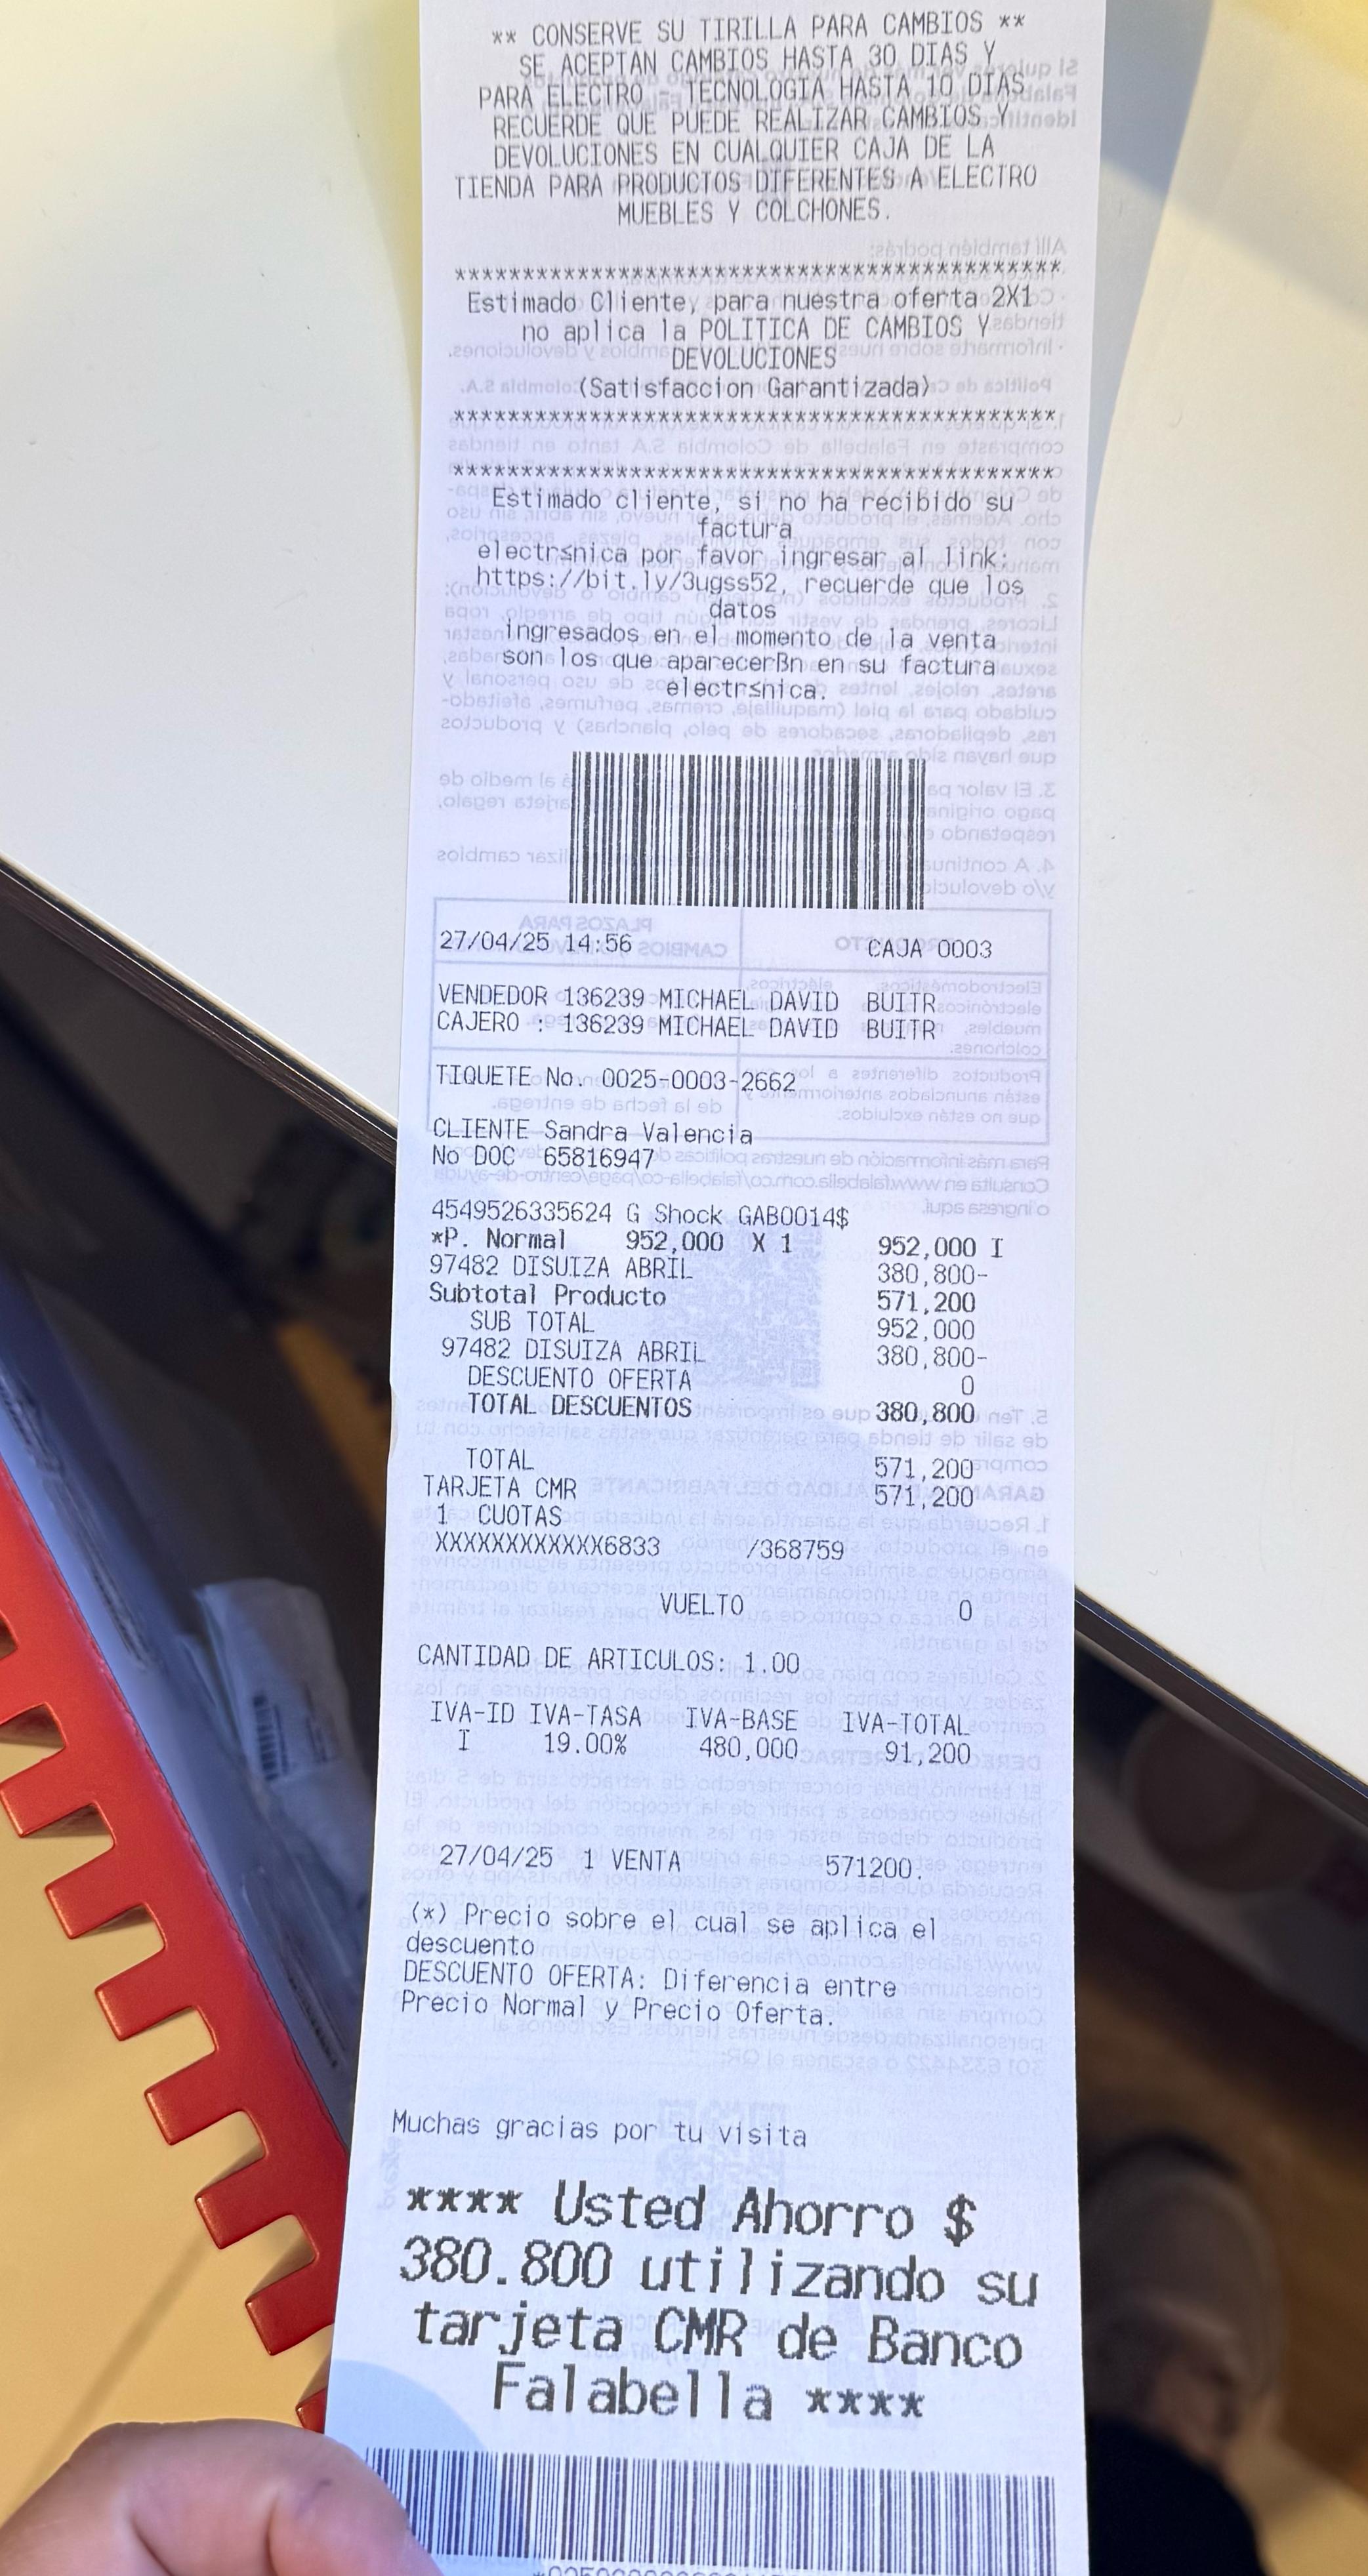 ** CONSERVE SU TIRILLA PARA CAMBIOS **
SE ACEPTAN CAMBIOS HASTA 30 DIAS Y
PARA ELECTRO - TECNOLOGIA HASTA 10 DIAS
RECUERDE QUE PUEDE REALIZAR CAMBIOS Y
DEVOLUCIONES EN CUALQUIER CAJA DE LA
TIENDA PARA PRODUCTOS DIFERENTES A ELECTRO
MUEBLES Y COLCHONES.
********************************************
Estimado Cliente, para nuestra oferta 2X1
no aplica la POLITICA DE CAMBIOS Y
DEVOLUCIONES
(Satisfaccion Garantizada)
********************************************
********************************************
Estimado cliente, si no ha recibido su
factura
electr≤nica por favor ingresar al link:
https://bit.ly/3ugss52, recuerde que los
datos
ingresados en el momento de la venta
son los que aparecerßn en su factura
electr≤nica.
27/04/25 14:56 CAJA 0003
VENDEDOR 136239 MICHAEL DAVID BUITR
CAJERO : 136239 MICHAEL DAVID BUITR
TIQUETE No. 0025-0003-2662
CLIENTE Sandra Valencia
No DOC 65816947
4549526335624 G Shock GAB0014$
*P. Normal 952,000 X 1 952,000 I
97482 DISUIZA ABRIL 380,800-
Subtotal Producto 571,200
SUB TOTAL 952,000
97482 DISUIZA ABRIL 380,800-
DESCUENTO OFERTA 0
TOTAL DESCUENTOS 380,800
TOTAL 571,200
TARJETA CMR 571,200
1 CUOTAS
XXXXXXXXXXXX6833 /368759
VUELTO 0
CANTIDAD DE ARTICULOS: 1.00
IVA-ID IVA-TASA IVA-BASE IVA-TOTAL
I 19.00% 480,000 91,200
27/04/25 1 VENTA 571200.
(*) Precio sobre el cual se aplica el
descuento
DESCUENTO OFERTA: Diferencia entre
Precio Normal y Precio Oferta.
Muchas gracias por tu visita
**** Usted Ahorro $
380.800 utilizando su
tarjeta CMR de Banco
Falabella ****